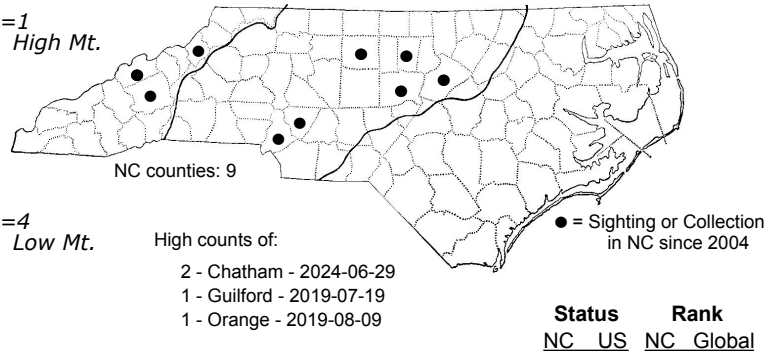 =1
High Mt.
NC counties: 9
=4
Low Mt.
● = Sighting or Collection
in NC since 2004
High counts of:
2 - Chatham - 2024-06-29
1 - Guilford - 2019-07-19
1 - Orange - 2019-08-09
Status Rank
NC US NC Global